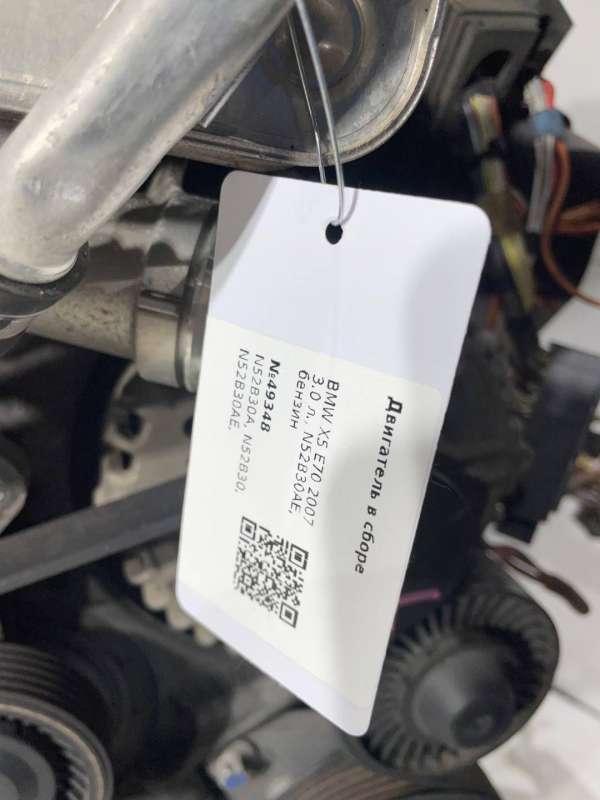 Двигатель в сборе
BMW X5 E70 2007
3.0 л., N52B30AE,
бензин
№49348
N52B30A, N52B30,
N52B30AE,